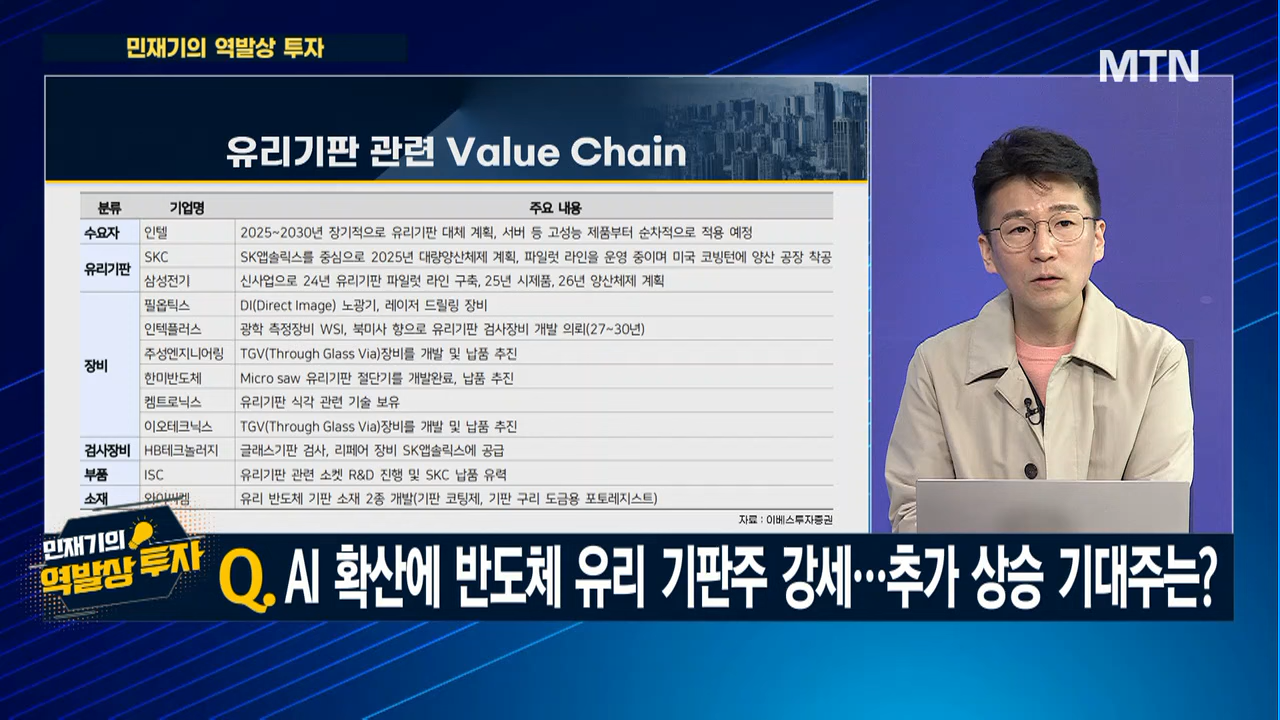 민재기의 역발상 투자
MTN
유리기판 관련 Value Chain
분류 기업명 주요 내용
수요자 인텔 2025~2030년 장기적으로 유리기판 대체 계획, 서버 등 고성능 제품부터 순차적으로 적용 예정
유리기판 SKC SK앱솔릭스를 중심으로 2025년 대량양산체제 계획, 파일럿 라인을 운영 중이며 미국 코빙턴에 양산 공장 착공
삼성전기 신사업으로 24년 유리기판 파일럿 라인 구축, 25년 시제품, 26년 양산체제 계획
장비 필옵틱스 DI(Direct Image) 노광기, 레이저 드릴링 장비
인텍플러스 광학 측정장비 WSI, 북미사 향으로 유리기판 검사장비 개발 의뢰((27~30년)
주성엔지니어링 TGV(Through Glass Via)장비를 개발 및 납품 추진
한미반도체 Micro saw 유리기판 절단기를 개발완료, 납품 추진
켐트로닉스 유리기판 식각 관련 기술 보유
이오테크닉스 TGV(Through Glass Via)장비를 개발 및 납품 추진
검사장비 HB테크놀러지 글래스기판 검사, 리페어 장비 SK앱솔릭스에 공급
부품 ISC 유리기판 관련 소켓 R&D 진행 및 SKC 납품 유력
소재 유리 반도체 기판 소재 2종 개발(기판 코팅제, 기판 구리 도금용 포토레지스트)
자료 : 이베스투자증권
민재기의
역발상 투자
Q. AI 확산에 반도체 유리 기판주 강세…추가 상승 기대주는?